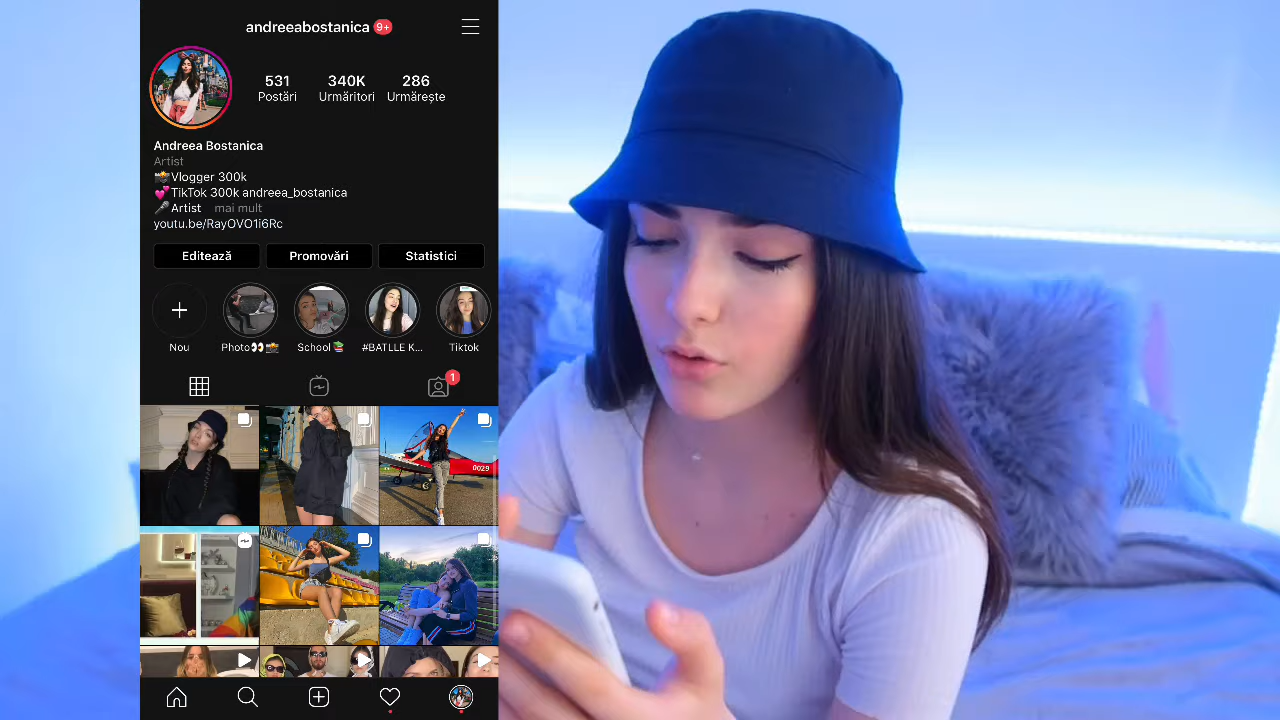 andreeabostanica 9+
531 340K 286
Postări Urmăritori Urmărește
Andreea Bostanica
Artist
📸Vlogger 300k
💕TikTok 300k andreea_bostanica
🎤Artist mai mult
youtu.be/RayOVO1i6Rc
Editează Promovări Statistici
Nou Photo👀📸 School📚 #BATLLE K... Tiktok
1
0029